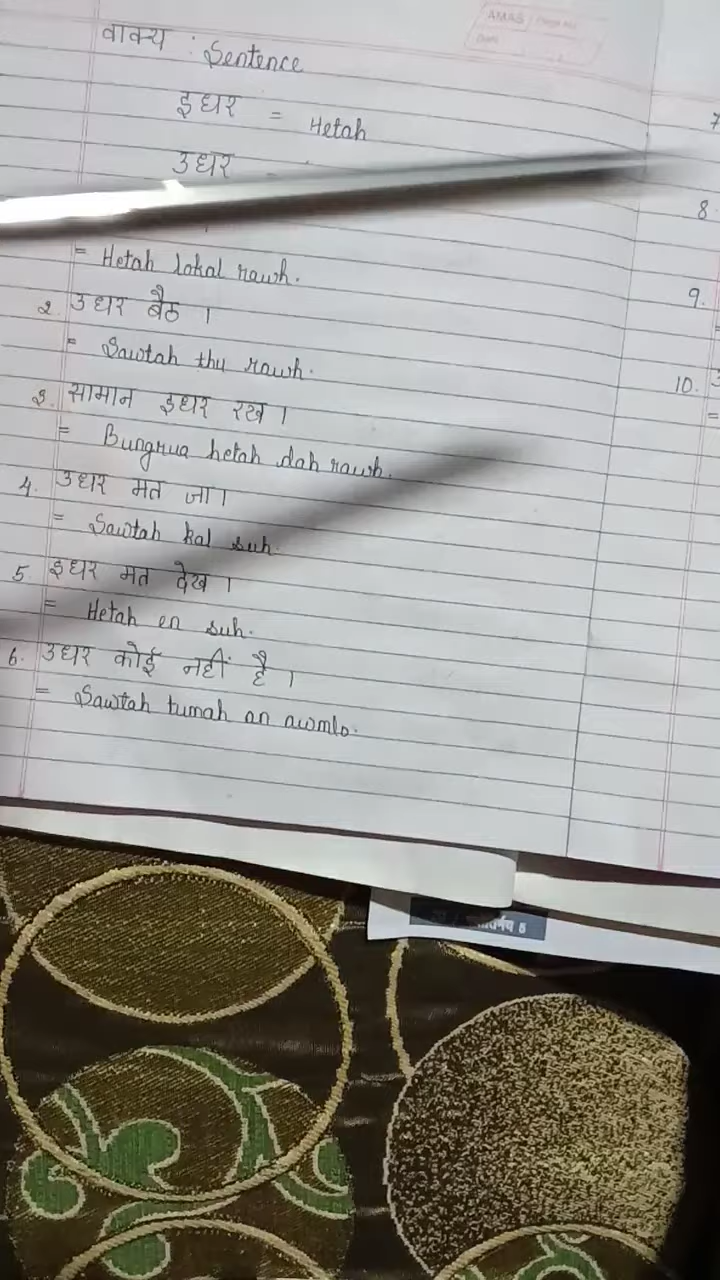 AMAS
वाक्य : Sentence
इधर = Hetah
उधर
= Hetah lokal rawh.
2. उधर बैठ ।
= Sawtah thu rawh.
3. सामान इधर रख ।
= Bungrua hetah dah rawh.
4. उधर मत जा ।
= Sawtah kal suh.
5. इधर मत देख ।
= Hetah en suh.
6. उधर कोई नहीं है ।
= Sawtah tumah an awmlo.
7
8.
9.
10.